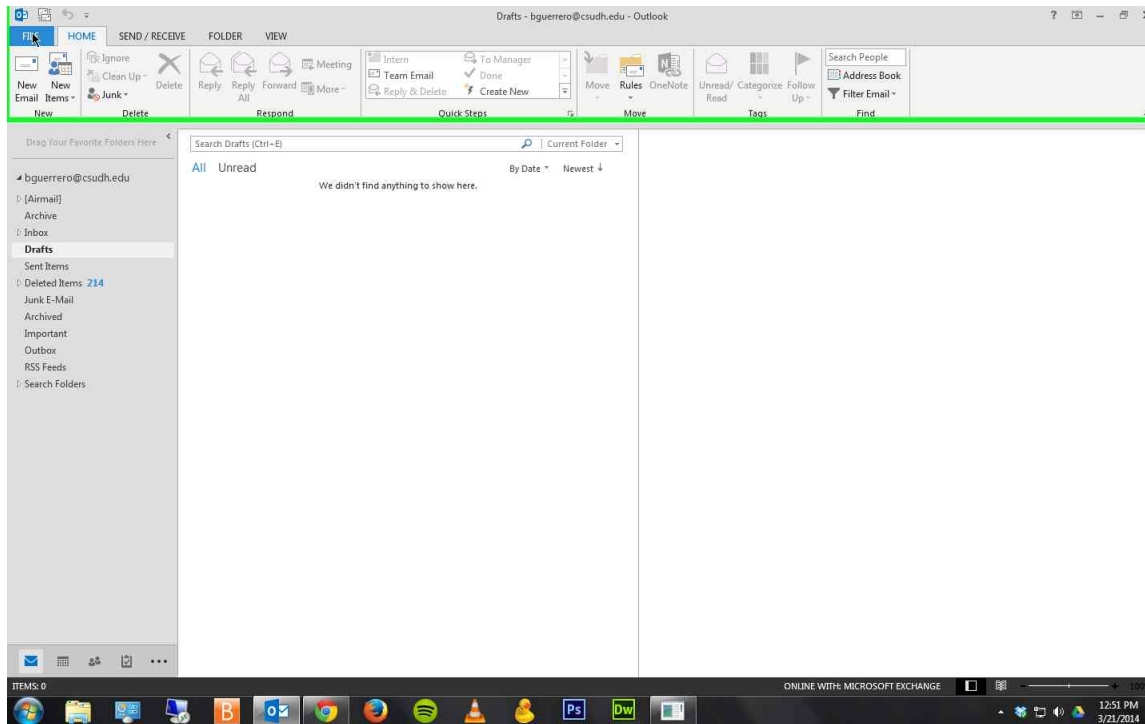 Drafts - bguerrero@csudh.edu - Outlook
FILE HOME SEND / RECEIVE FOLDER VIEW
New Email
New Items
Ignore
Clean Up
Junk
Delete
Reply
Reply All
Forward
Meeting
More
Intern
Team Email
Reply & Delete
To Manager
Done
Create New
Move
Rules
OneNote
Unread/ Read
Categorize
Follow Up
Search People
Address Book
Filter Email
New Delete Respond Quick Steps Move Tags Find
Drag Your Favorite Folders Here
Search Drafts (Ctrl+E) Current Folder
All Unread By Date Newest
We didn't find anything to show here.
bguerrero@csudh.edu
[Airmail]
Archive
Inbox
Drafts
Sent Items
Deleted Items 214
Junk E-Mail
Archived
Important
Outbox
RSS Feeds
Search Folders
ITEMS: 0 ONLINE WITH: MICROSOFT EXCHANGE
B Ps Dw
12:51 PM
3/21/2014